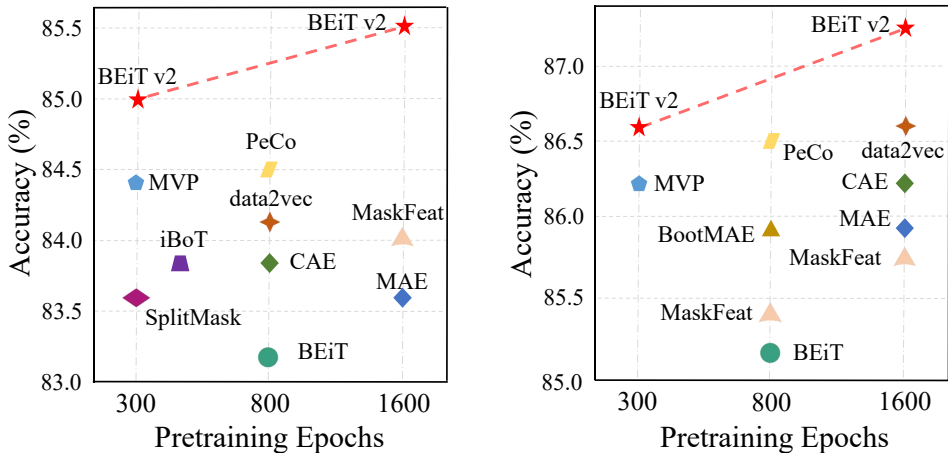 BEiT v2
85.5
BEiT v2
85.0
PeCo
84.5
MVP
data2vec
MaskFeat
84.0
iBoT
CAE
MAE
83.5
SplitMask
BEiT
83.0
300
800
1600
Pretraining Epochs
Accuracy (%)
BEiT v2
87.0
BEiT v2
86.5
PeCo
data2vec
MVP
CAE
86.0
BootMAE
MAE
MaskFeat
85.5
MaskFeat
BEiT
85.0
300
800
1600
Pretraining Epochs
Accuracy (%)